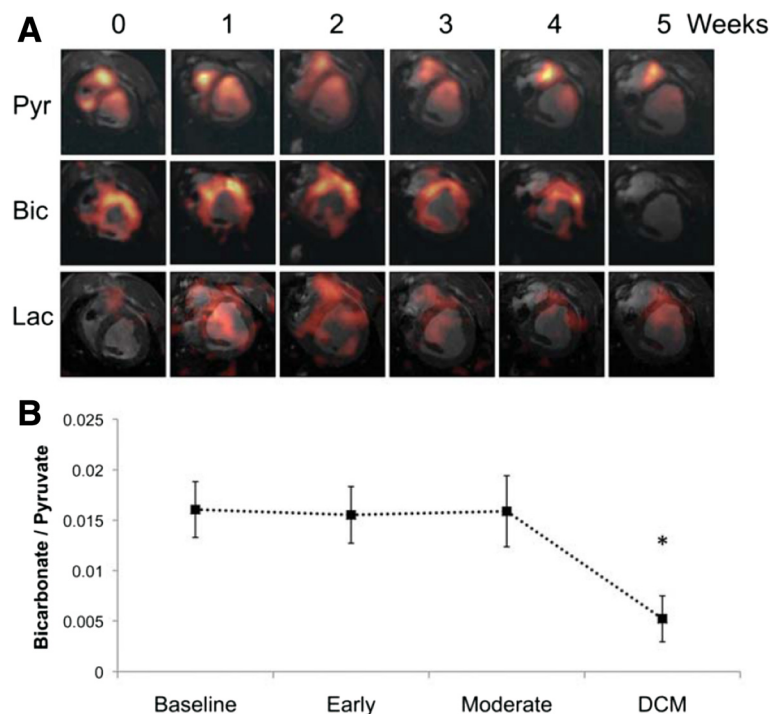 A 0 1 2 3 4 5 Weeks
Pyr
Bic
Lac
B
Bicarbonate / Pyruvate
0.025
0.02
0.015
0.01
0.005
0
*
Baseline Early Moderate DCM